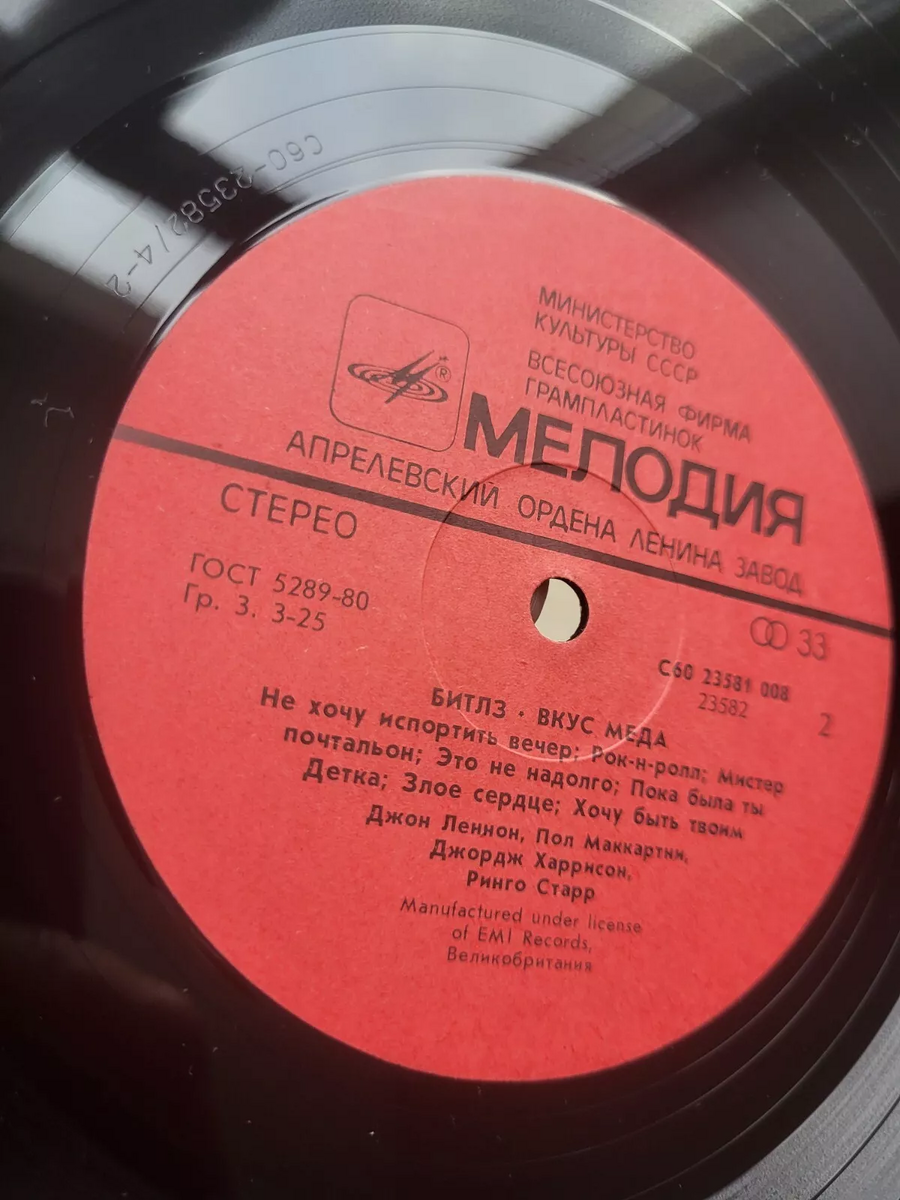 С60-23582/4-2
МИНИСТЕРСТВО
КУЛЬТУРЫ СССР
ВСЕСОЮЗНАЯ ФИРМА
ГРАМПЛАСТИНОК
®
МЕЛОДИЯ
АПРЕЛЕВСКИЙ ОРДЕНА ЛЕНИНА ЗАВОД
СТЕРЕО
ГОСТ 5289-80
Гр. 3. 3-25
33
С60 23581 008
23582
2
БИТЛЗ · ВКУС МЕДА
Не хочу испортить вечер; Рок-н-ролл; Мистер
почтальон; Это не надолго; Пока была ты
Детка; Злое сердце; Хочу быть твоим
Джон Леннон, Пол Маккартни,
Джордж Харрисон,
Ринго Старр
Manufactured under license
of EMI Records,
Великобритания